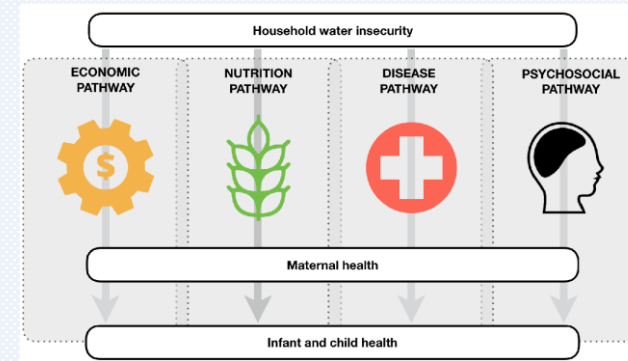 Household water insecurity
ECONOMIC
PATHWAY
NUTRITION
PATHWAY
DISEASE
PATHWAY
PSYCHOSOCIAL
PATHWAY
$
Maternal health
Infant and child health